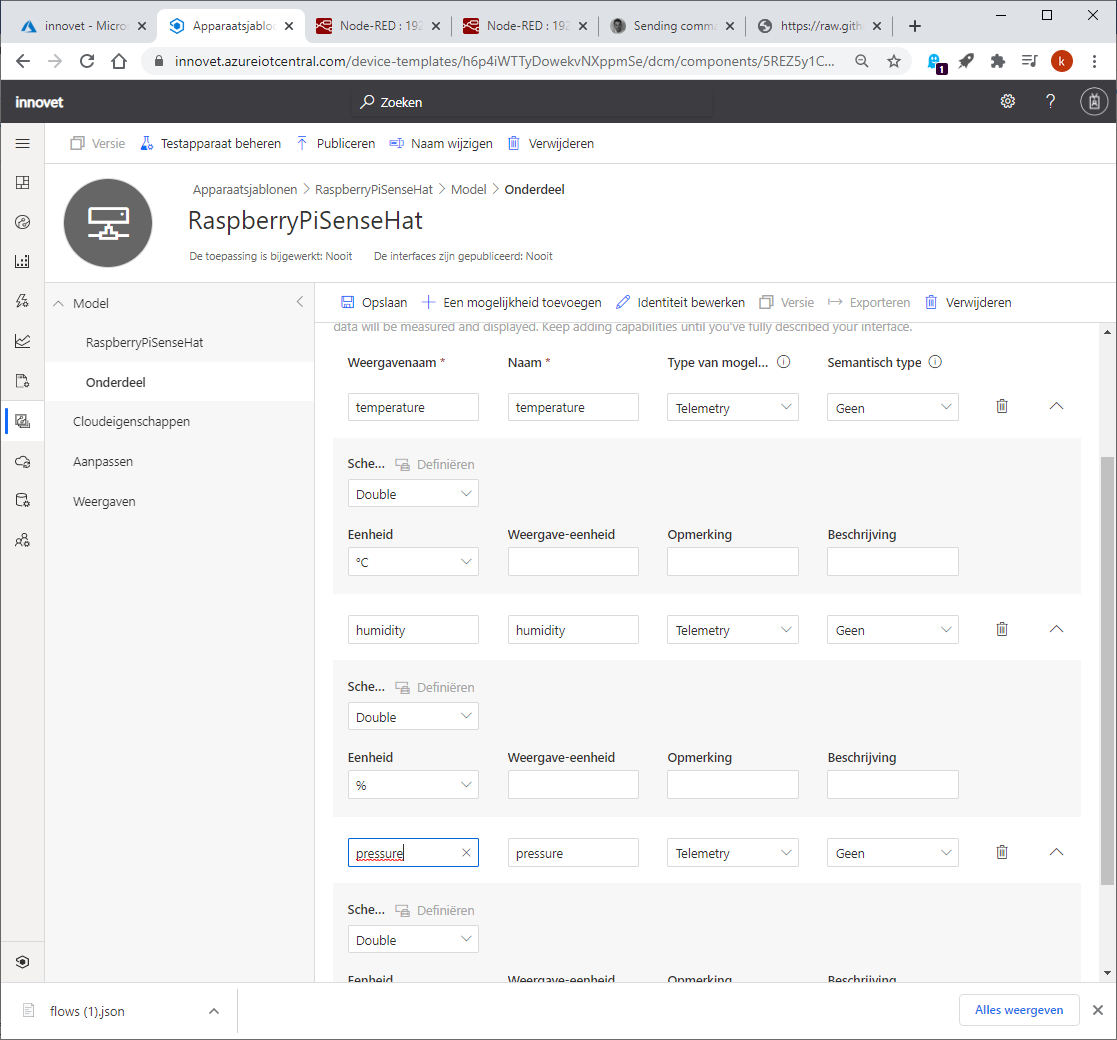 innovet - Micros
Apparaatsjabloo
Node-RED : 192
Node-RED : 192
Sending comma
https://raw.gith
innovet.azureiotcentral.com/device-templates/h6p4iWTTyDowekvNXppmSe/dcm/components/5REZ5y1C...
1
k
innovet
Zoeken
?
Versie
Testapparaat beheren
Publiceren
Naam wijzigen
Verwijderen
Apparaatsjablonen > RaspberryPiSenseHat > Model > Onderdeel
RaspberryPiSenseHat
De toepassing is bijgewerkt: Nooit
De interfaces zijn gepubliceerd: Nooit
Model
RaspberryPiSenseHat
Onderdeel
Cloudeigenschappen
Aanpassen
Weergaven
Opslaan
Een mogelijkheid toevoegen
Identiteit bewerken
Versie
Exporteren
Verwijderen
data will be measured and displayed. Keep adding capabilities until you've fully described your interface.
Weergavenaam *
Naam *
Type van mogel...
Semantisch type
temperature
temperature
Telemetry
Geen
Sche...
Definiëren
Double
Eenheid
Weergave-eenheid
Opmerking
Beschrijving
°C
humidity
humidity
Telemetry
Geen
Sche...
Definiëren
Double
Eenheid
Weergave-eenheid
Opmerking
Beschrijving
%
pressure
pressure
Telemetry
Geen
Sche...
Definiëren
Double
Eenheid
Weergave-eenheid
Opmerking
Beschrijving
flows (1).json
Alles weergeven